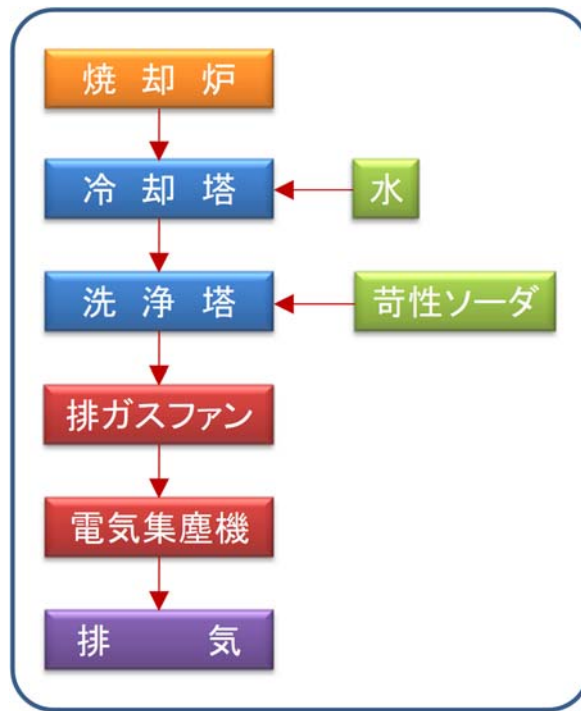 焼却炉
冷却塔
水
洗浄塔
苛性ソーダ
排ガスファン
電気集塵機
排気